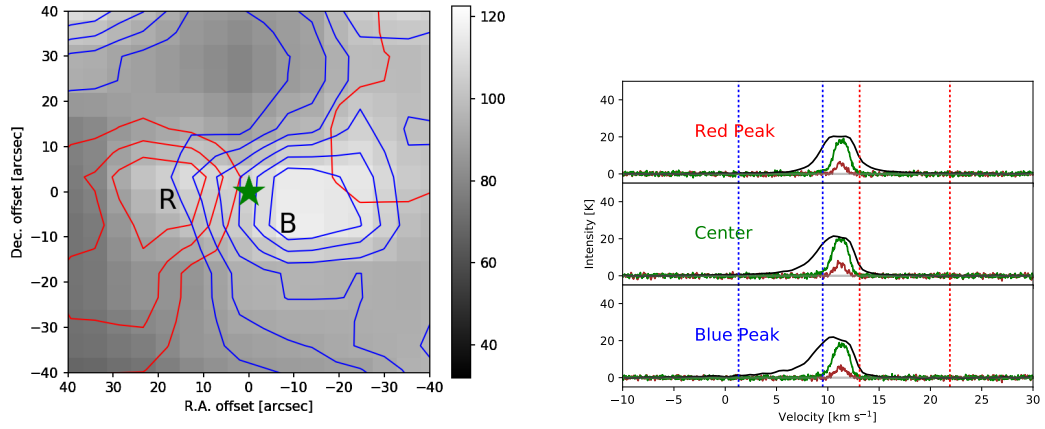 40
30
20
10
0
−10
−20
−30
−40
Dec. offset [arcsec]
40 30 20 10 0 −10 −20 −30 −40
R.A. offset [arcsec]
R
B
120
100
80
60
40
40
20
0
Red Peak
40
20
0
Center
40
20
0
Blue Peak
Intensity [K]
−10 −5 0 5 10 15 20 25 30
Velocity [km s⁻¹]